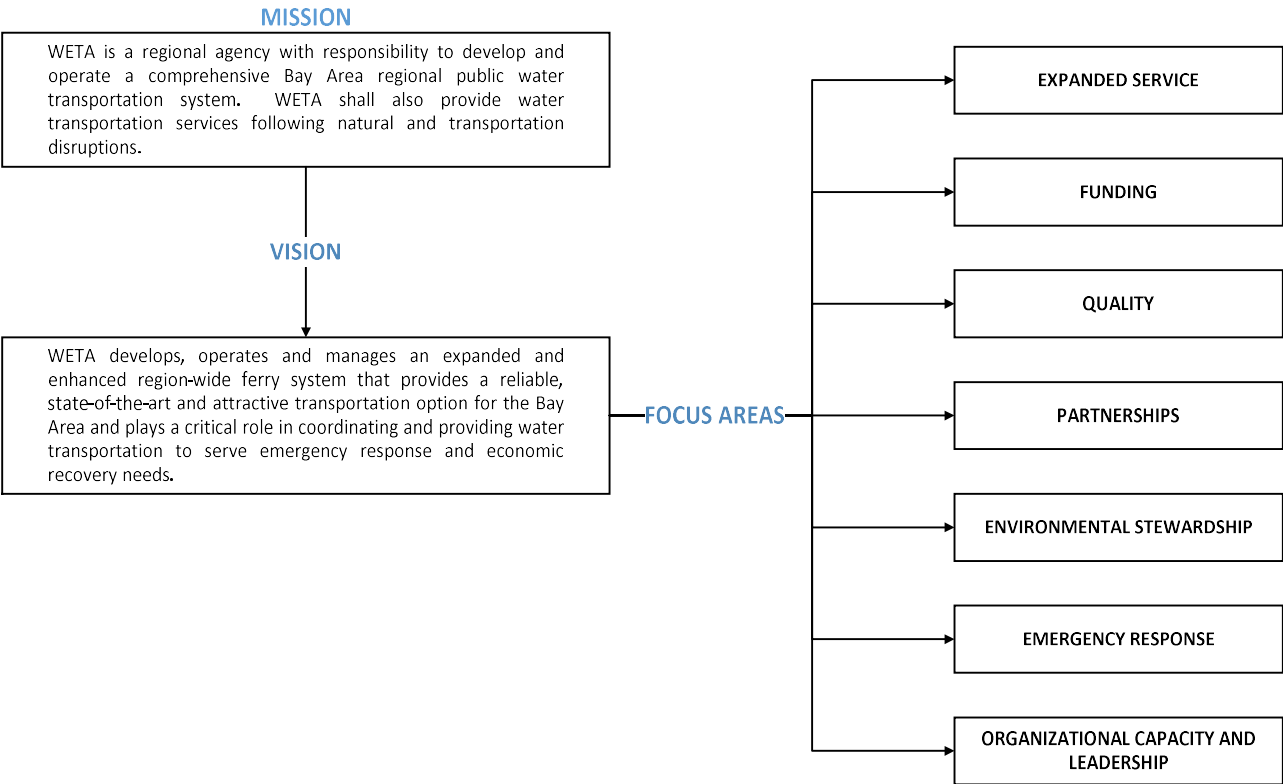 MISSION
WETA is a regional agency with responsibility to develop and
operate a comprehensive Bay Area regional public water
transportation system. WETA shall also provide water
transportation services following natural and transportation
disruptions.
VISION
WETA develops, operates and manages an expanded and
enhanced region-wide ferry system that provides a reliable,
state-of-the-art and attractive transportation option for the Bay
Area and plays a critical role in coordinating and providing water
transportation to serve emergency response and economic
recovery needs.
FOCUS AREAS
EXPANDED SERVICE
FUNDING
QUALITY
PARTNERSHIPS
ENVIRONMENTAL STEWARDSHIP
EMERGENCY RESPONSE
ORGANIZATIONAL CAPACITY AND
LEADERSHIP